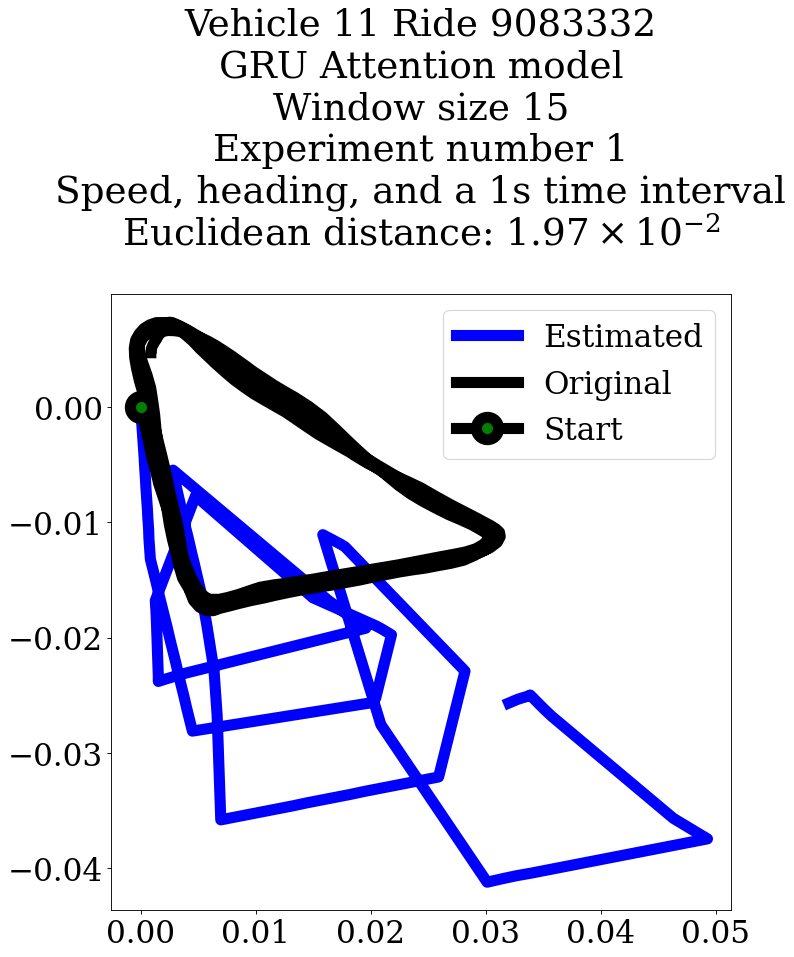 Vehicle 11 Ride 9083332
GRU Attention model
Window size 15
Experiment number 1
Speed, heading, and a 1s time interval
Euclidean distance: 1.97 × 10⁻²
Estimated
Original
Start
0.00
−0.01
−0.02
−0.03
−0.04
0.00 0.01 0.02 0.03 0.04 0.05